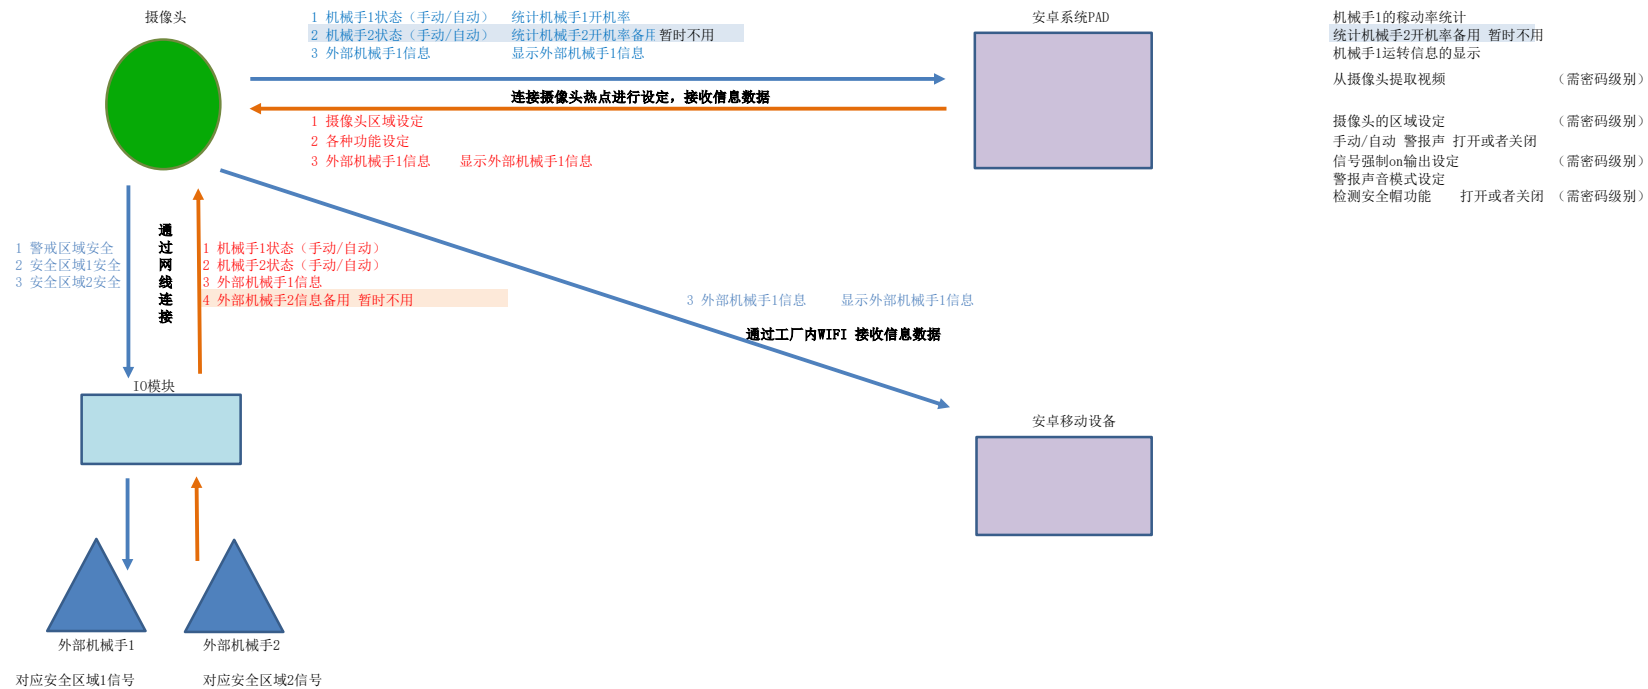 摄像头
1 机械手1状态（手动/自动） 统计机械手1开机率
2 机械手2状态（手动/自动） 统计机械手2开机率备用 暂时不用
3 外部机械手1信息 显示外部机械手1信息
连接摄像头热点进行设定，接收信息数据
1 摄像头区域设定
2 各种功能设定
3 外部机械手1信息 显示外部机械手1信息
安卓系统PAD
机械手1的稼动率统计
统计机械手2开机率备用 暂时不用
机械手1运转信息的显示
从摄像头提取视频 （需密码级别）
摄像头的区域设定 （需密码级别）
手动/自动 警报声 打开或者关闭
信号强制on输出设定 （需密码级别）
警报声音模式设定
检测安全帽功能 打开或者关闭 （需密码级别）
1 警戒区域安全
2 安全区域1安全
3 安全区域2安全
通过网线连接
1 机械手1状态（手动/自动）
2 机械手2状态（手动/自动）
3 外部机械手1信息
4 外部机械手2信息备用 暂时不用
3 外部机械手1信息 显示外部机械手1信息
通过工厂内WIFI 接收信息数据
IO模块
安卓移动设备
外部机械手1
外部机械手2
对应安全区域1信号
对应安全区域2信号